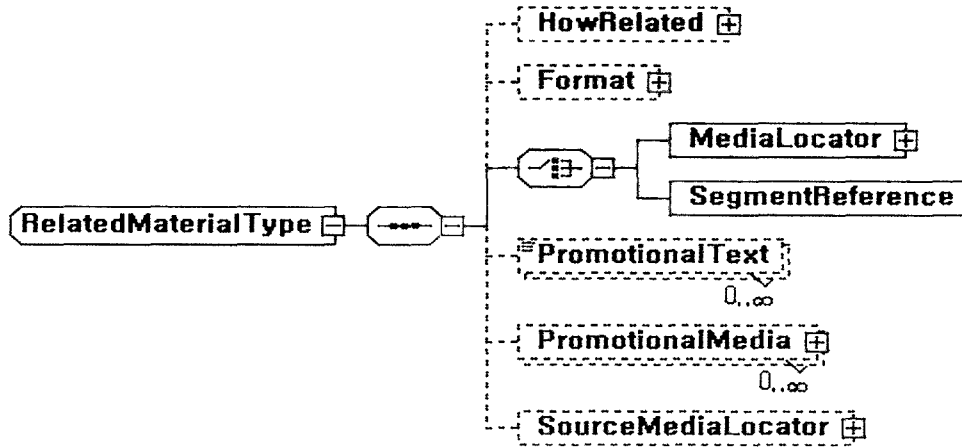 HowRelated
Format
MediaLocator
SegmentReference
RelatedMaterialType
PromotionalText
0..∞
PromotionalMedia
0..∞
SourceMediaLocator